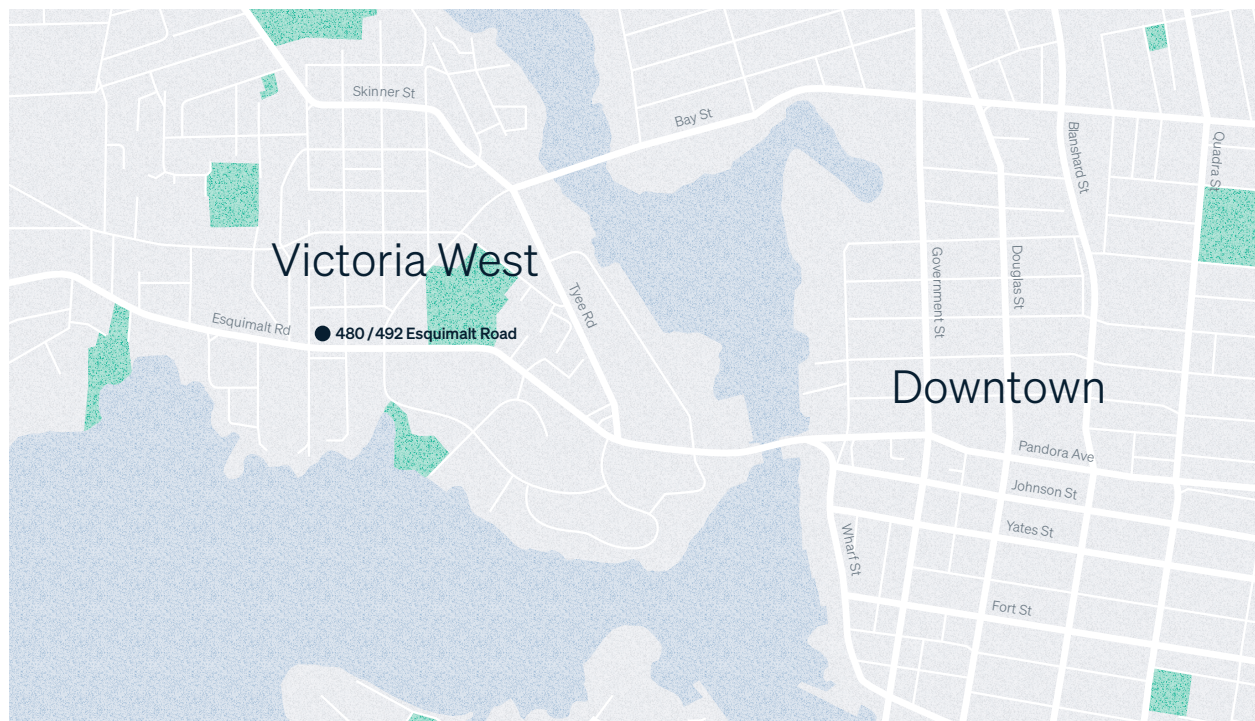 Skinner St
Bay St
Blanshard St
Quadra St
Victoria West
Government St
Douglas St
Tyee Rd
Esquimalt Rd
480 / 492 Esquimalt Road
Downtown
Pandora Ave
Johnson St
Yates St
Wharf St
Fort St